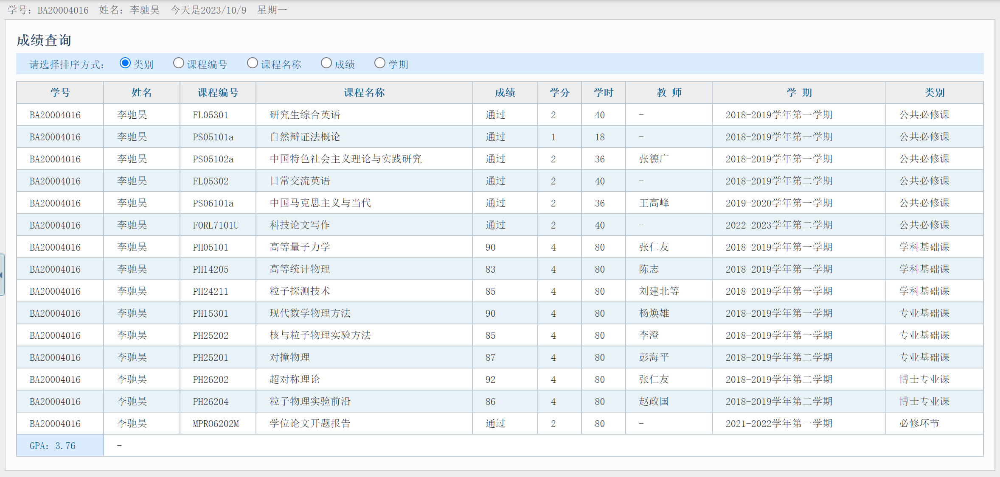 学号：BA20004016 姓名：李驰昊 今天是2023/10/9 星期一
成绩查询
请选择排序方式： 类别 课程编号 课程名称 成绩 学期
学号 姓名 课程编号 课程名称 成绩 学分 学时 教 师 学 期 类别
BA20004016 李驰昊 FL05301 研究生综合英语 通过 2 40 - 2018-2019学年第一学期 公共必修课
BA20004016 李驰昊 PS05101a 自然辩证法概论 通过 1 18 - 2018-2019学年第一学期 公共必修课
BA20004016 李驰昊 PS05102a 中国特色社会主义理论与实践研究 通过 2 36 张德广 2018-2019学年第一学期 公共必修课
BA20004016 李驰昊 FL05302 日常交流英语 通过 2 40 - 2018-2019学年第二学期 公共必修课
BA20004016 李驰昊 PS06101a 中国马克思主义与当代 通过 2 36 王高峰 2019-2020学年第一学期 公共必修课
BA20004016 李驰昊 FORL7101U 科技论文写作 通过 2 40 - 2022-2023学年第二学期 公共必修课
BA20004016 李驰昊 PH05101 高等量子力学 90 4 80 张仁友 2018-2019学年第一学期 学科基础课
BA20004016 李驰昊 PH14205 高等统计物理 83 4 80 陈志 2018-2019学年第一学期 学科基础课
BA20004016 李驰昊 PH24211 粒子探测技术 85 4 80 刘建北等 2018-2019学年第一学期 学科基础课
BA20004016 李驰昊 PH15301 现代数学物理方法 90 4 80 杨焕雄 2018-2019学年第一学期 专业基础课
BA20004016 李驰昊 PH25202 核与粒子物理实验方法 85 4 80 李澄 2018-2019学年第一学期 专业基础课
BA20004016 李驰昊 PH25201 对撞物理 87 4 80 彭海平 2018-2019学年第二学期 专业基础课
BA20004016 李驰昊 PH26202 超对称理论 92 4 80 张仁友 2018-2019学年第二学期 博士专业课
BA20004016 李驰昊 PH26204 粒子物理实验前沿 86 4 80 赵政国 2018-2019学年第二学期 博士专业课
BA20004016 李驰昊 MPRO6202M 学位论文开题报告 通过 2 80 - 2021-2022学年第一学期 必修环节
GPA：3.76 -